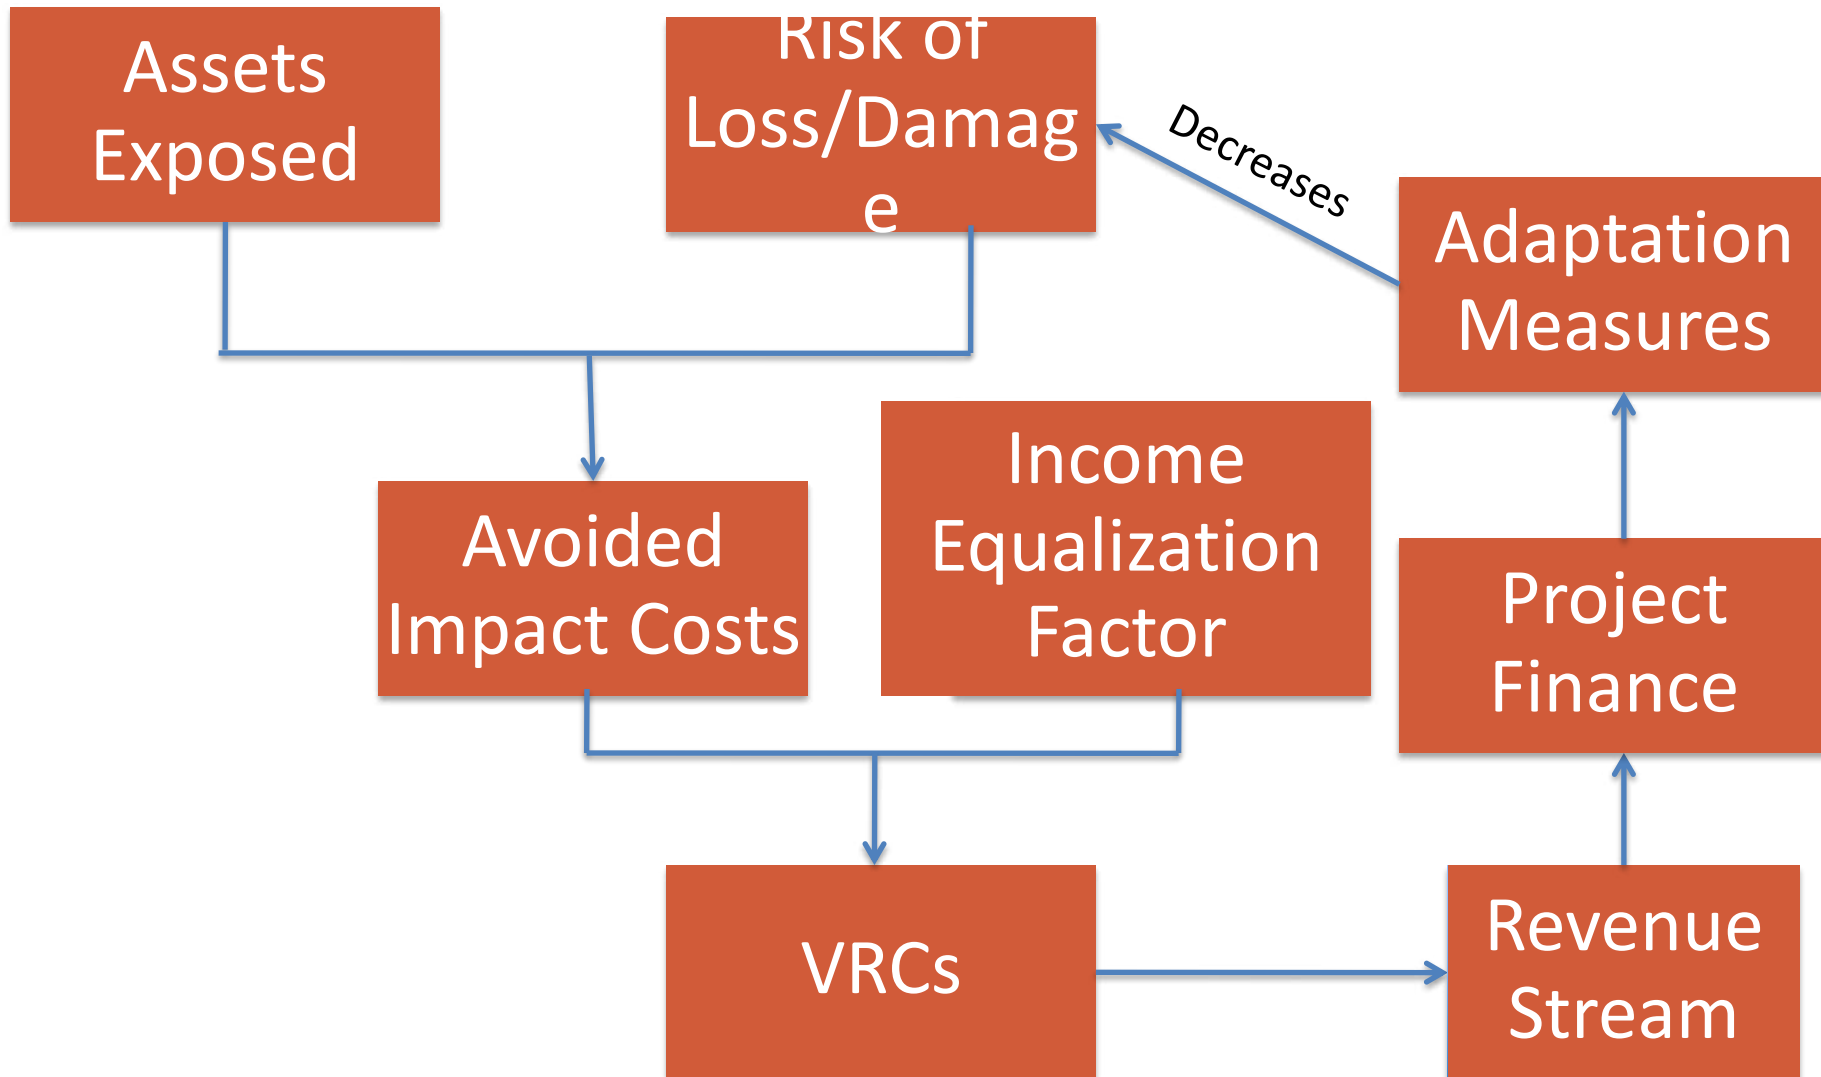 Assets
Exposed
Risk of
Loss/Damag
e
Decreases
Adaptation
Measures
Avoided
Impact Costs
Income
Equalization
Factor
Project
Finance
VRCs
Revenue
Stream